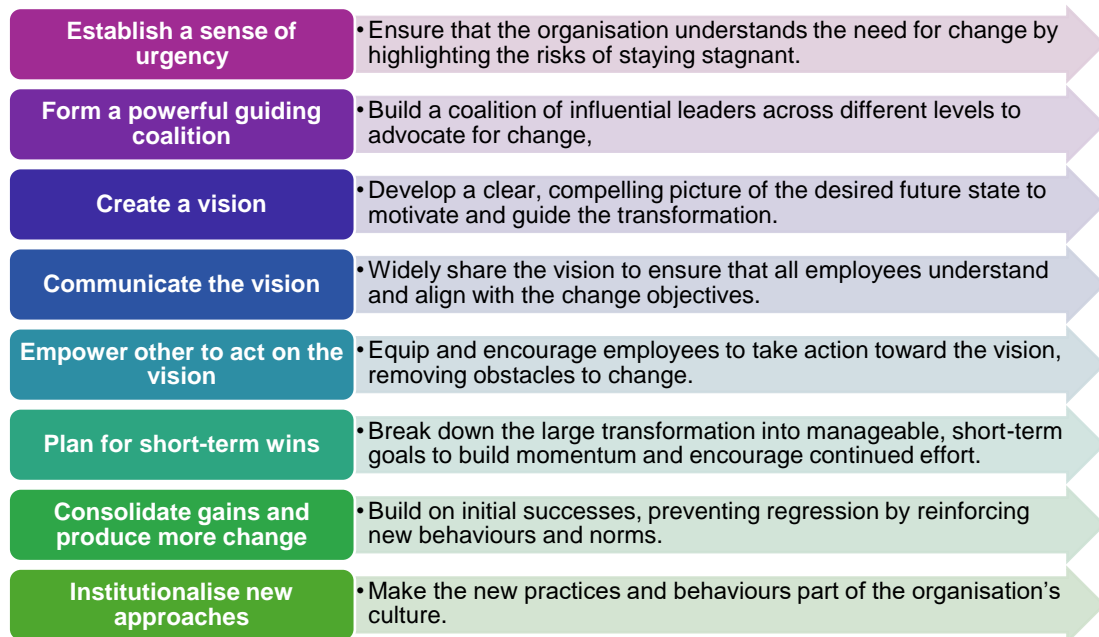 Establish a sense of
urgency
• Ensure that the organisation understands the need for change by
highlighting the risks of staying stagnant.
Form a powerful guiding
coalition
• Build a coalition of influential leaders across different levels to
advocate for change,
Create a vision
• Develop a clear, compelling picture of the desired future state to
motivate and guide the transformation.
Communicate the vision
• Widely share the vision to ensure that all employees understand
and align with the change objectives.
Empower other to act on the
vision
• Equip and encourage employees to take action toward the vision,
removing obstacles to change.
Plan for short-term wins
• Break down the large transformation into manageable, short-term
goals to build momentum and encourage continued effort.
Consolidate gains and
produce more change
• Build on initial successes, preventing regression by reinforcing
new behaviours and norms.
Institutionalise new
approaches
• Make the new practices and behaviours part of the organisation’s
culture.